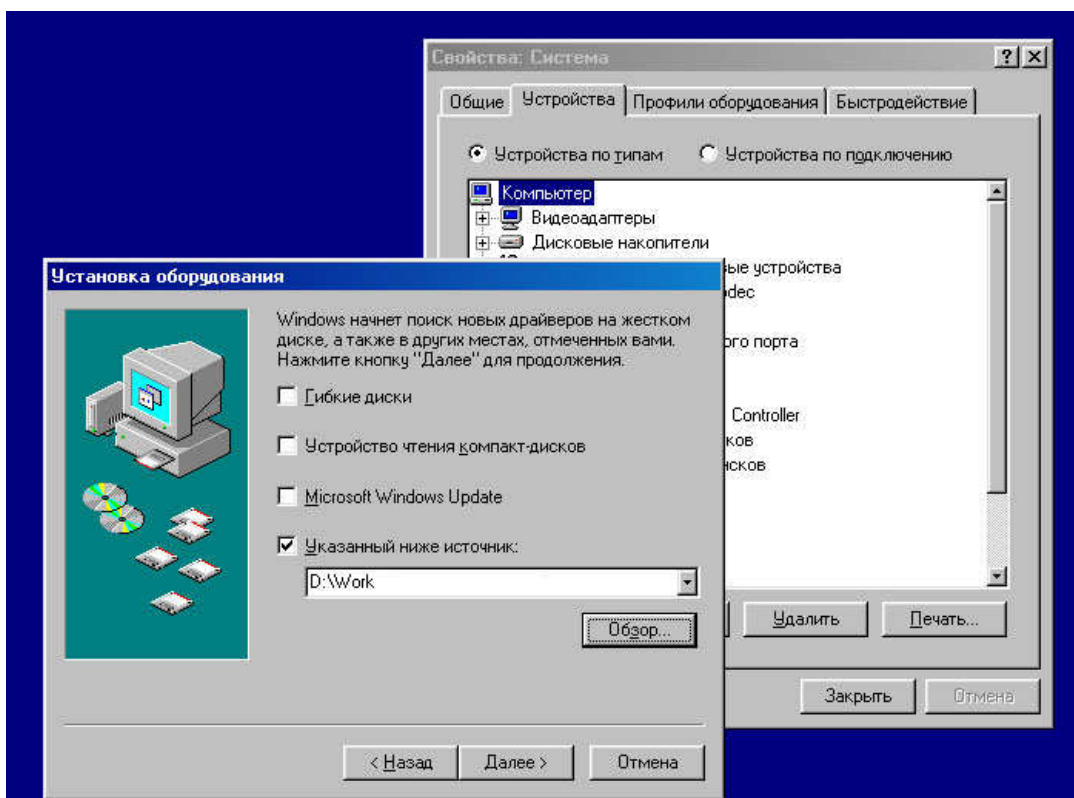 Свойства: Система
Общие
Устройства
Профили оборудования
Быстродействие
Устройства по типам
Устройства по подключению
Компьютер
Видеоадаптеры
Дисковые накопители
ые устройства
dec
ого порта
Controller
ков
исков
Удалить
Печать...
Закрыть
Отмена
Установка оборудования
Windows начнет поиск новых драйверов на жестком
диске, а также в других местах, отмеченных вами.
Нажмите кнопку "Далее" для продолжения.
Гибкие диски
Устройство чтения компакт-дисков
Microsoft Windows Update
Указанный ниже источник:
D:\Work
Обзор...
< Назад
Далее >
Отмена